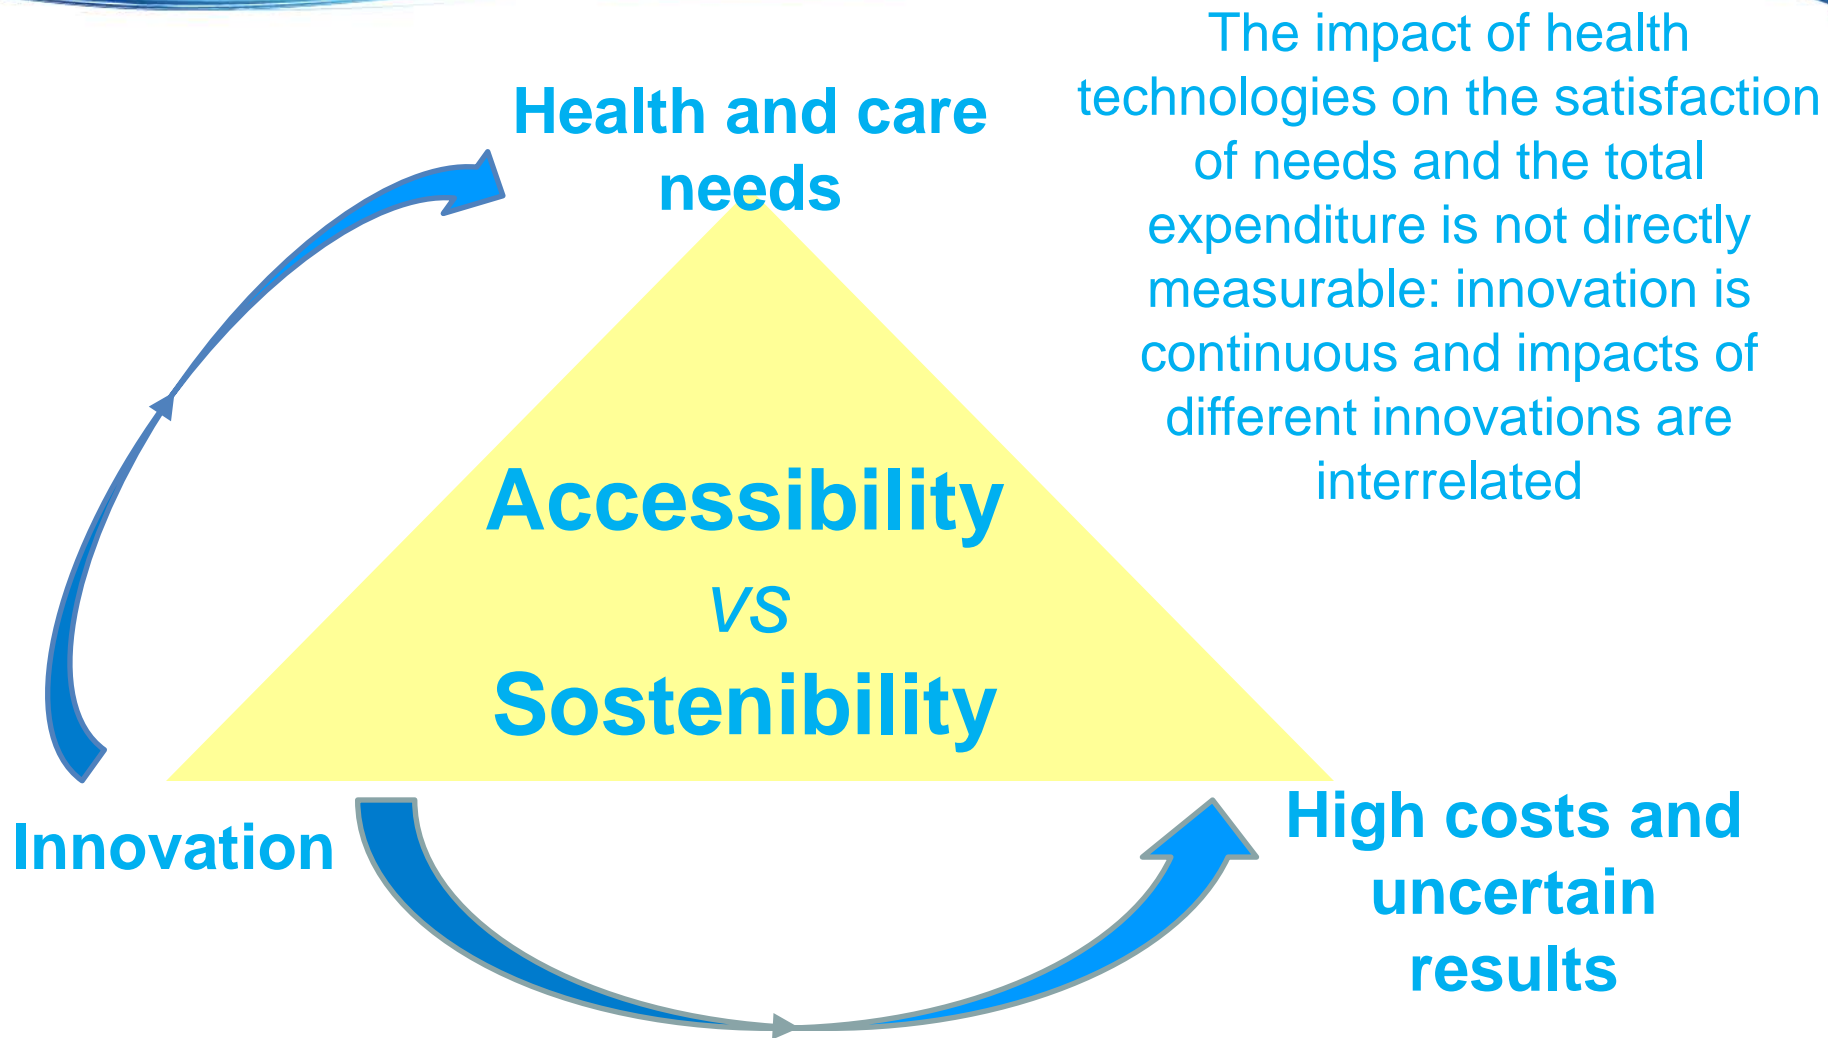 The impact of health
technologies on the satisfaction
of needs and the total
expenditure is not directly
measurable: innovation is
continuous and impacts of
different innovations are
interrelated
Health and care
needs
Accessibility
vs
Sostenibility
Innovation
High costs and
uncertain
results